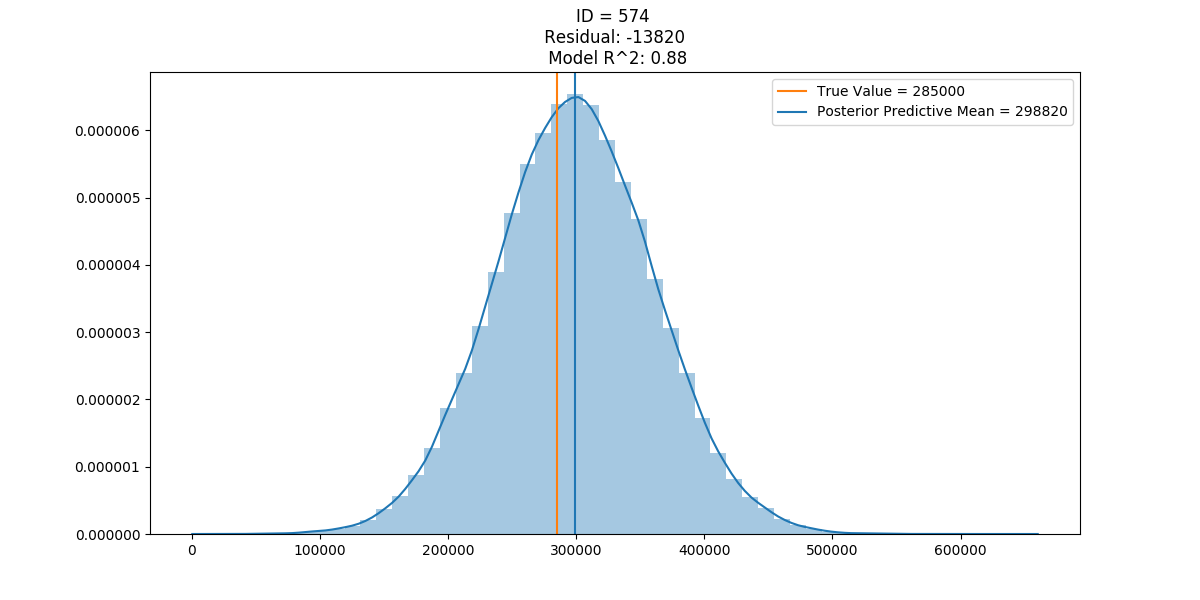 ID = 574
Residual: -13820
Model R^2: 0.88
True Value = 285000
Posterior Predictive Mean = 298820
0.000006
0.000005
0.000004
0.000003
0.000002
0.000001
0.000000
0 100000 200000 300000 400000 500000 600000